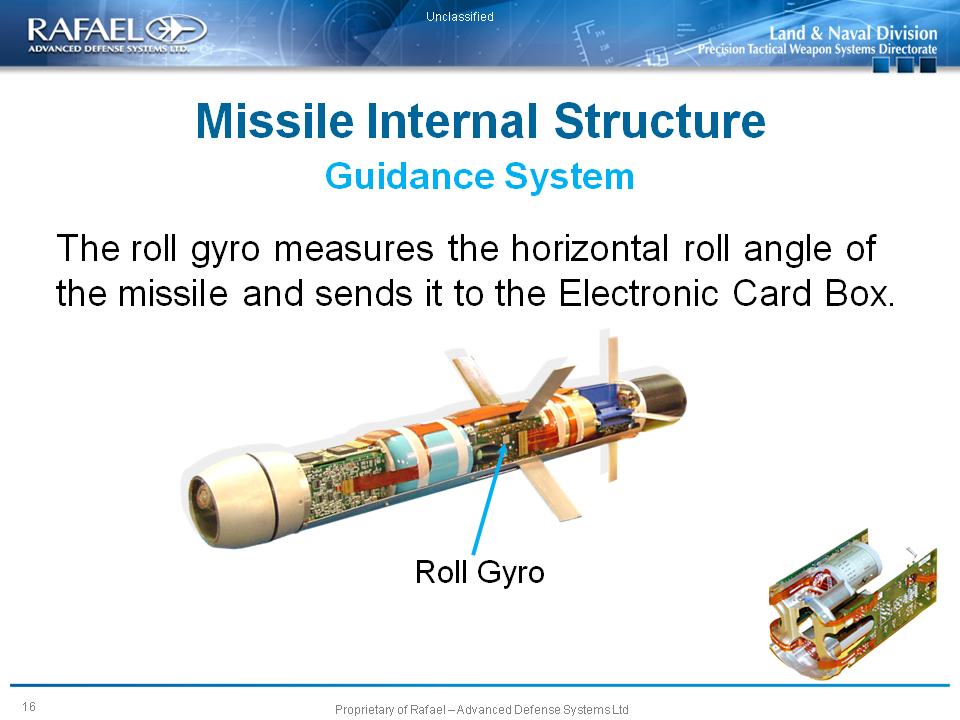 Unclassified
RAFAEL
ADVANCED DEFENSE SYSTEMS LTD.
Land & Naval Division
Precision Tactical Weapon Systems Directorate
Missile Internal Structure
Guidance System
The roll gyro measures the horizontal roll angle of
the missile and sends it to the Electronic Card Box.
Roll Gyro
16
Proprietary of Rafael – Advanced Defense Systems Ltd